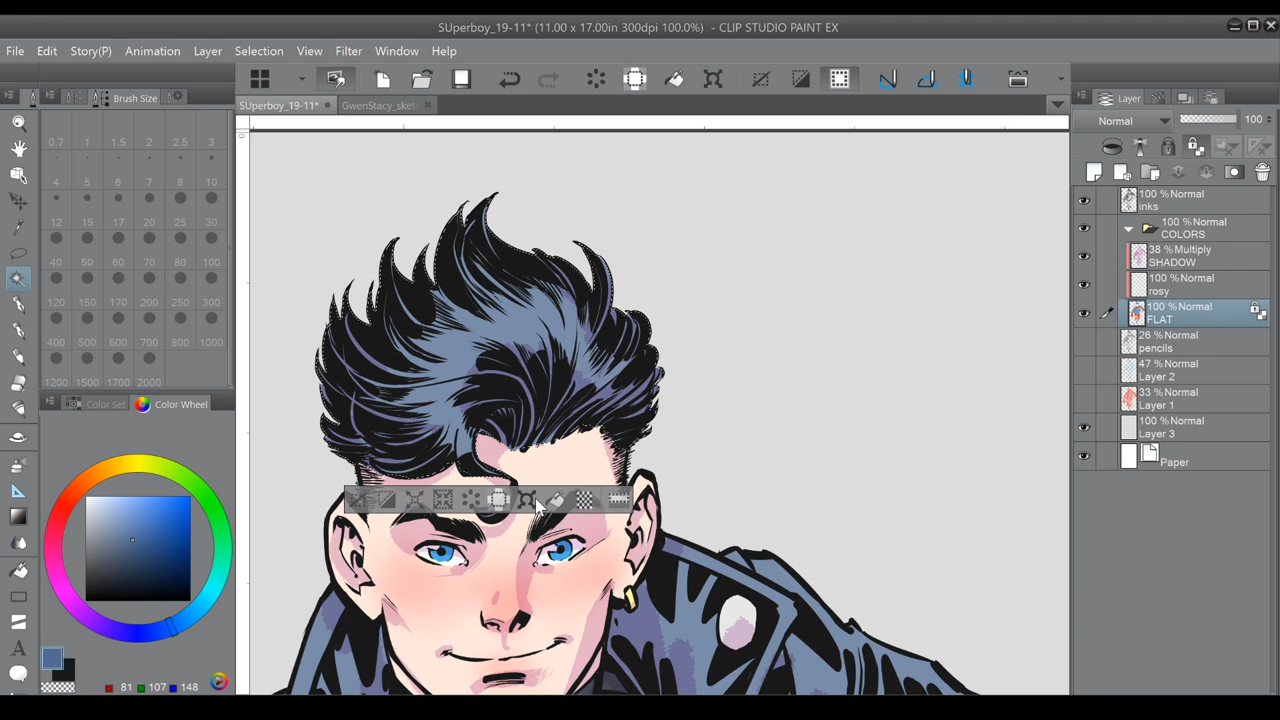 SUperboy_19-11* (11.00 x 17.00in 300dpi 100.0%) - CLIP STUDIO PAINT EX
File Edit Story(P) Animation Layer Selection View Filter Window Help
Brush Size
SUperboy_19-11*
GwenStacy_sket
Layer
Normal
100
0.7 1 1.5 2 2.5 3
4 5 6 7 8 10
12 15 17 20 25 30
40 50 60 70 80 100
120 150 170 200 250 300
400 500 600 700 800 1000
1200 1500 1700 2000
Color Set
Color Wheel
81 107 148
0
100 %Normal
inks
100 %Normal
COLORS
38 %Multiply
SHADOW
100 %Normal
rosy
100 %Normal
FLAT
26 %Normal
pencils
47 %Normal
Layer 2
33 %Normal
Layer 1
100 %Normal
Layer 3
Paper